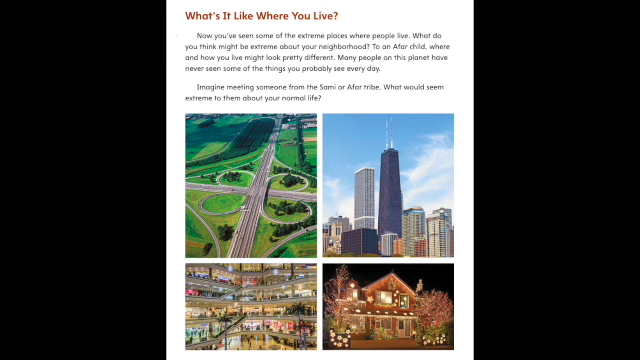 What's It Like Where You Live?
Now you've seen some of the extreme places where people live. What do
you think might be extreme about your neighborhood? To an Afar child, where
and how you live might look pretty different. Many people on this planet have
never seen some of the things you probably see every day.
Imagine meeting someone from the Sami or Afar tribe. What would seem
extreme to them about your normal life?